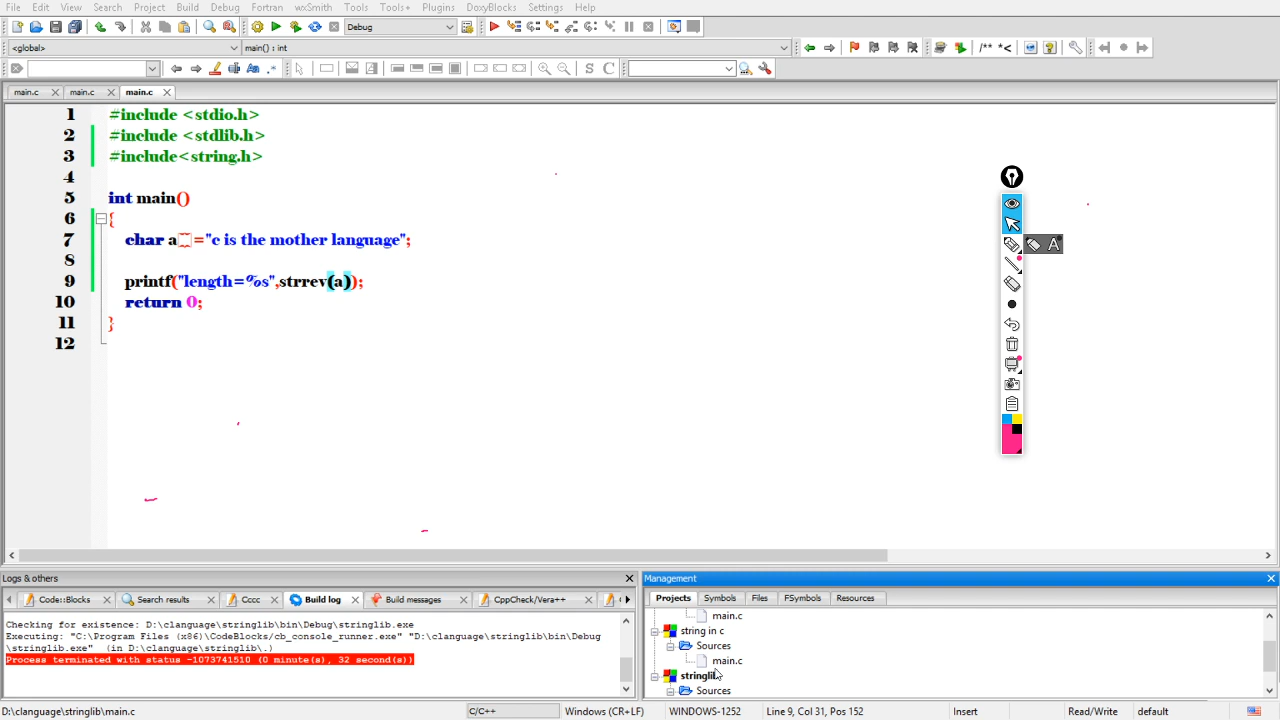 File Edit View Search Project Build Debug Fortran wxSmith Tools Tools+ Plugins DoxyBlocks Settings Help
Debug
<global> main() : int
/** *<
S C
main.c main.c main.c
1 #include <stdio.h>
2 #include <stdlib.h>
3 #include<string.h>
4
5 int main()
6 {
7 char a[]="c is the mother language";
8
9 printf("length=%s",strrev(a));
10 return 0;
11 }
12
A
Logs & others
Code::Blocks Search results Cccc Build log Build messages CppCheck/Vera++
Checking for existence: D:\clanguage\stringlib\bin\Debug\stringlib.exe
Executing: "C:\Program Files (x86)\CodeBlocks/cb_console_runner.exe" "D:\clanguage\stringlib\bin\Debug
\stringlib.exe" (in D:\clanguage\stringlib\.)
Process terminated with status -1073741510 (0 minute(s), 32 second(s))
Management
Projects Symbols Files FSymbols Resources
main.c
string in c
Sources
main.c
stringlib
Sources
D:\clanguage\stringlib\main.c C/C++ Windows (CR+LF) WINDOWS-1252 Line 9, Col 31, Pos 152 Insert Read/Write default